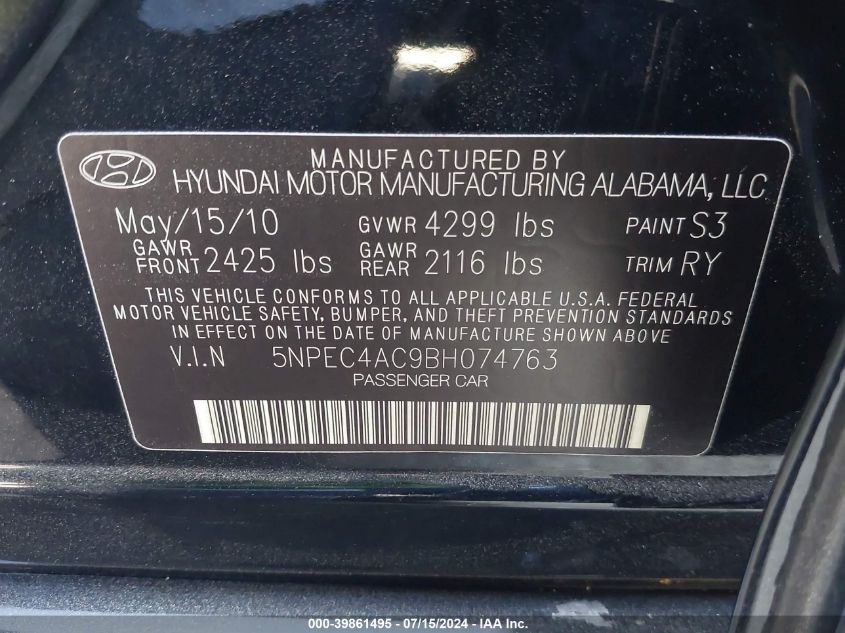 MANUFACTURED BY
HYUNDAI MOTOR MANUFACTURING ALABAMA, LLC
May/15/10 GVWR 4299 lbs PAINT S3
GAWR FRONT 2425 lbs GAWR REAR 2116 lbs TRIM RY
THIS VEHICLE CONFORMS TO ALL APPLICABLE U.S.A. FEDERAL
MOTOR VEHICLE SAFETY, BUMPER, AND THEFT PREVENTION STANDARDS
IN EFFECT ON THE DATE OF MANUFACTURE SHOWN ABOVE
V.I.N 5NPEC4AC9BH074763
PASSENGER CAR
000-39861495 - 07/15/2024 - IAA Inc.